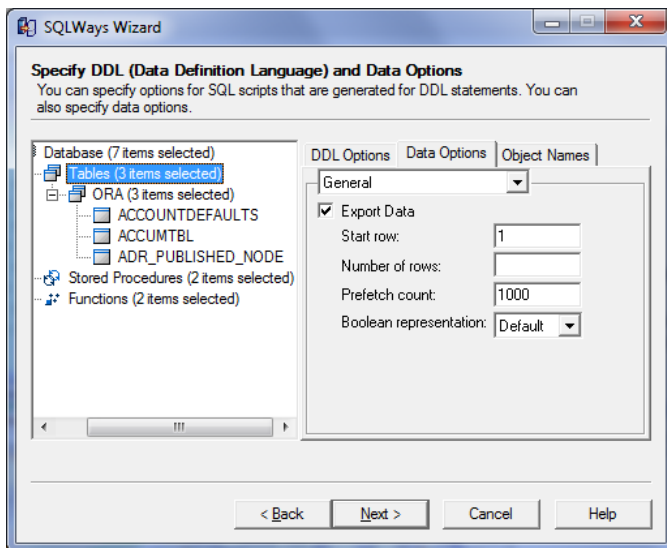 SQLWays Wizard
Specify DDL (Data Definition Language) and Data Options
You can specify options for SQL scripts that are generated for DDL statements. You can
also specify data options.
Database (7 items selected)
Tables (3 items selected)
ORA (3 items selected)
ACCOUNTDEFAULTS
ACCUMTBL
ADR_PUBLISHED_NODE
Stored Procedures (2 items selected)
Functions (2 items selected)
DDL Options Data Options Object Names
General
Export Data
Start row: 1
Number of rows:
Prefetch count: 1000
Boolean representation: Default
< Back Next > Cancel Help